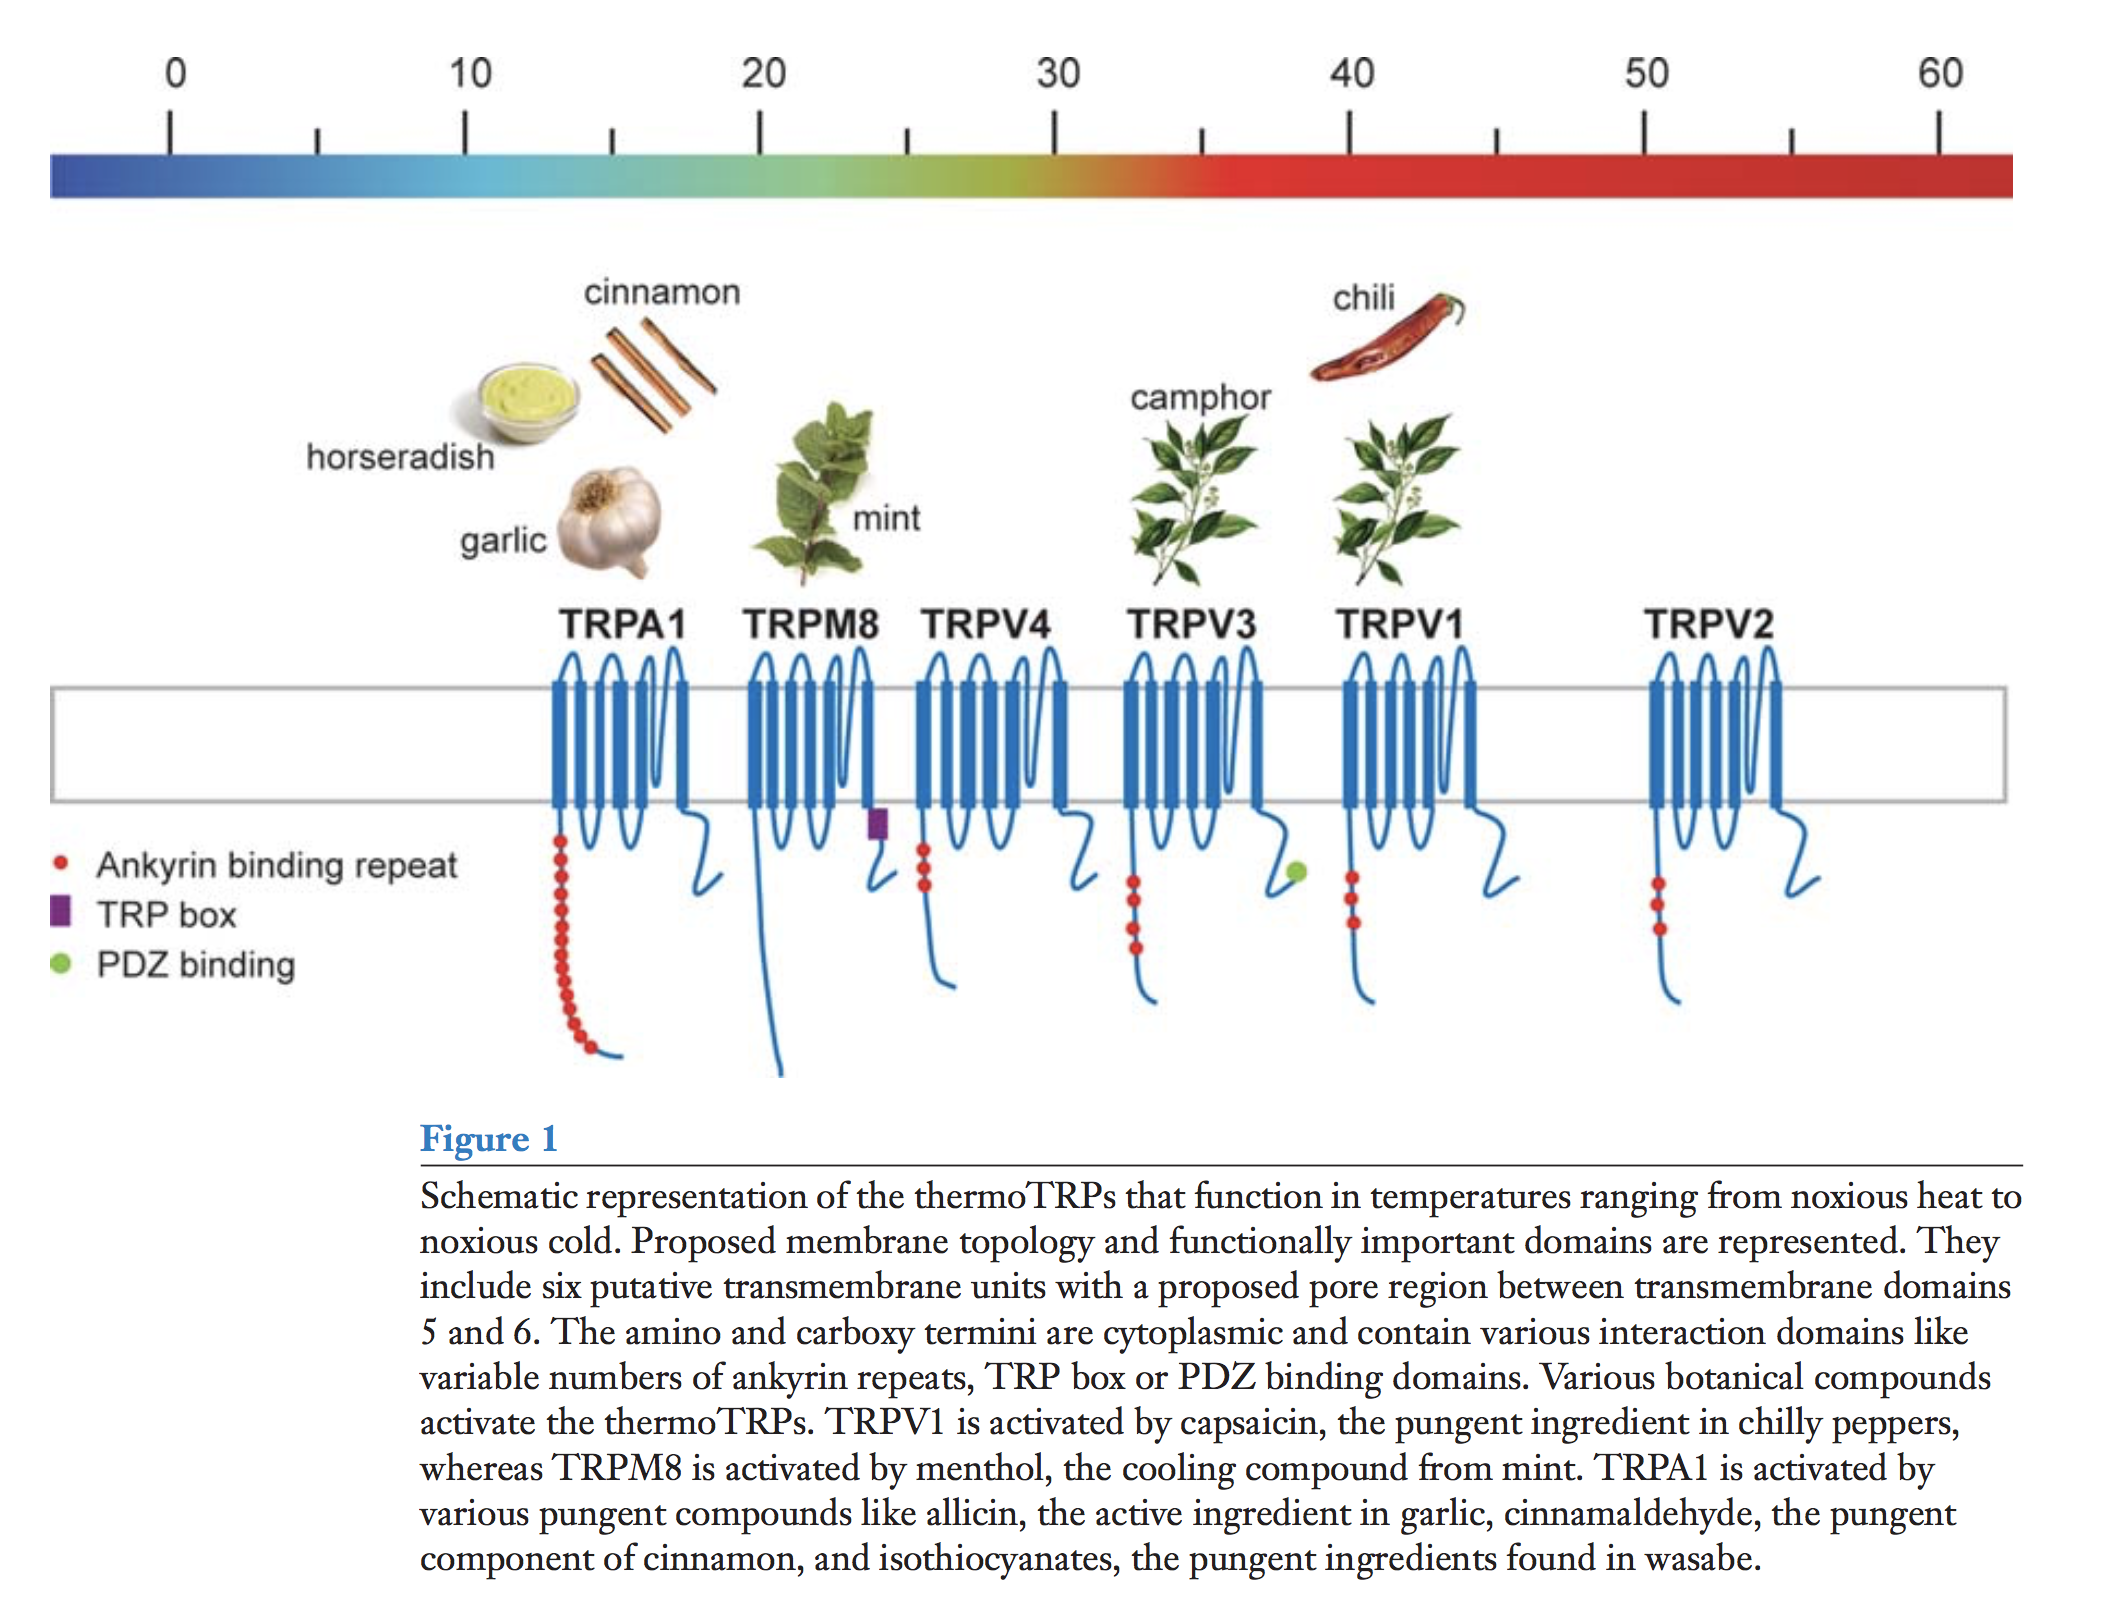 0 10 20 30 40 50 60
cinnamon
chili
camphor
horseradish
mint
garlic
TRPA1 TRPM8 TRPV4 TRPV3 TRPV1 TRPV2
Ankyrin binding repeat
TRP box
PDZ binding
Figure 1
Schematic representation of the thermoTRPs that function in temperatures ranging from noxious heat to
noxious cold. Proposed membrane topology and functionally important domains are represented. They
include six putative transmembrane units with a proposed pore region between transmembrane domains
5 and 6. The amino and carboxy termini are cytoplasmic and contain various interaction domains like
variable numbers of ankyrin repeats, TRP box or PDZ binding domains. Various botanical compounds
activate the thermoTRPs. TRPV1 is activated by capsaicin, the pungent ingredient in chilly peppers,
whereas TRPM8 is activated by menthol, the cooling compound from mint. TRPA1 is activated by
various pungent compounds like allicin, the active ingredient in garlic, cinnamaldehyde, the pungent
component of cinnamon, and isothiocyanates, the pungent ingredients found in wasabe.